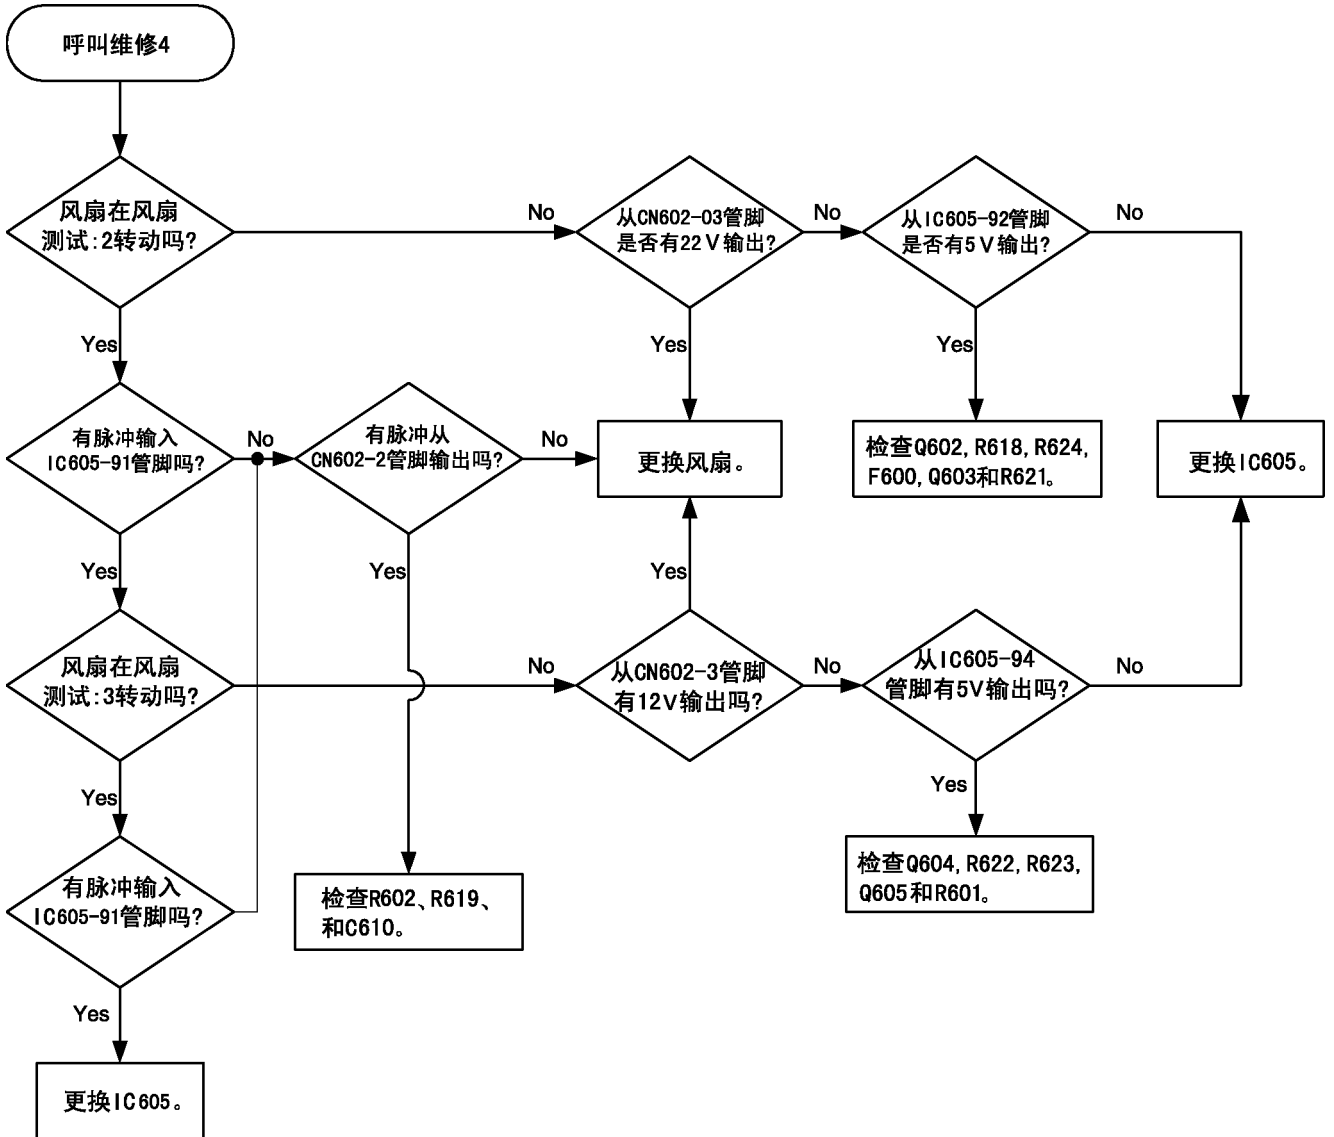 呼叫维修4
风扇在风扇
测试:2转动吗?
No
从CN602-03管脚
是否有22V输出?
No
从IC605-92管脚
是否有5V输出?
No
Yes
Yes
Yes
有脉冲输入
IC605-91管脚吗?
No
有脉冲从
CN602-2管脚输出吗?
No
更换风扇。
检查Q602,R618,R624,
F600,Q603和R621。
更换IC605。
Yes
Yes
Yes
风扇在风扇
测试:3转动吗?
No
从CN602-3管脚
有12V输出吗?
No
从IC605-94
管脚有5V输出吗?
No
Yes
Yes
有脉冲输入
IC605-91管脚吗?
检查R602、R619、
和C610。
检查Q604,R622,R623,
Q605和R601。
Yes
更换IC605。